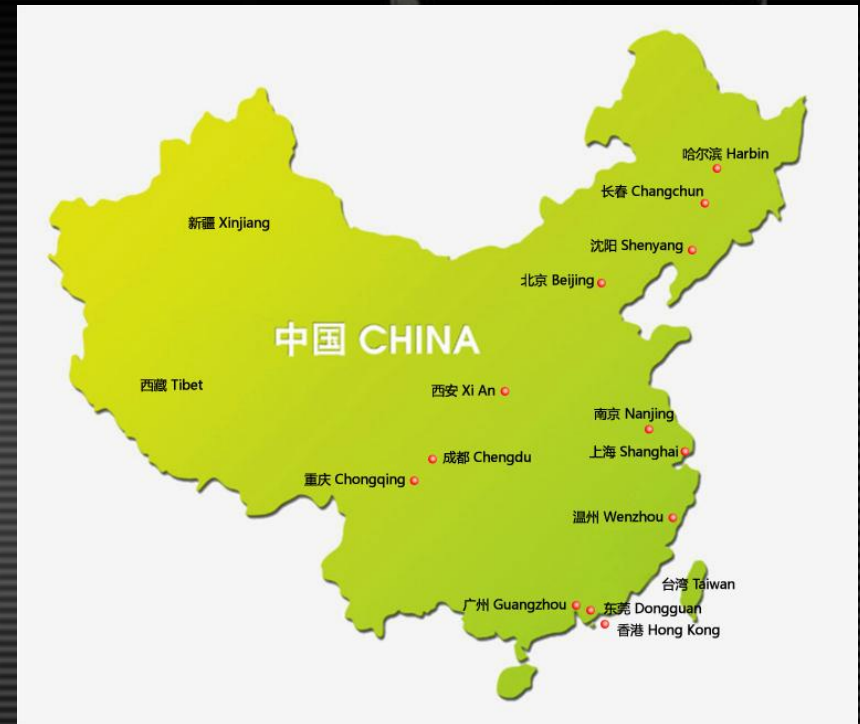 哈尔滨 Harbin
长春 Changchun
新疆 Xinjiang
沈阳 Shenyang
北京 Beijing
中国 CHINA
西藏 Tibet
西安 Xi An
南京 Nanjing
上海 Shanghai
成都 Chengdu
重庆 Chongqing
温州 Wenzhou
台湾 Taiwan
广州 Guangzhou
东莞 Dongguan
香港 Hong Kong